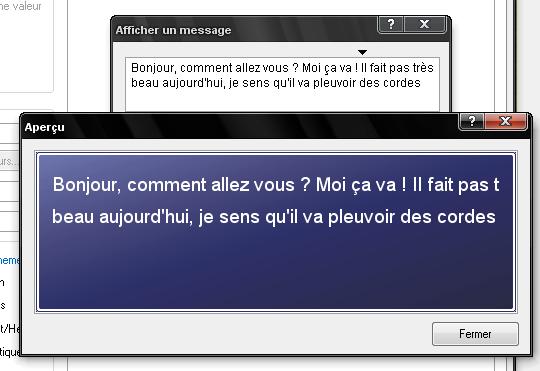 ne valeur
Afficher un message
?
Bonjour, comment allez vous ? Moi ça va ! Il fait pas très
beau aujourd'hui, je sens qu'il va pleuvoir des cordes
Aperçu
?
urs...
Bonjour, comment allez vous ? Moi ça va ! Il fait pas t
beau aujourd'hui, je sens qu'il va pleuvoir des cordes
neme
n
s
t/He
tique
Fermer